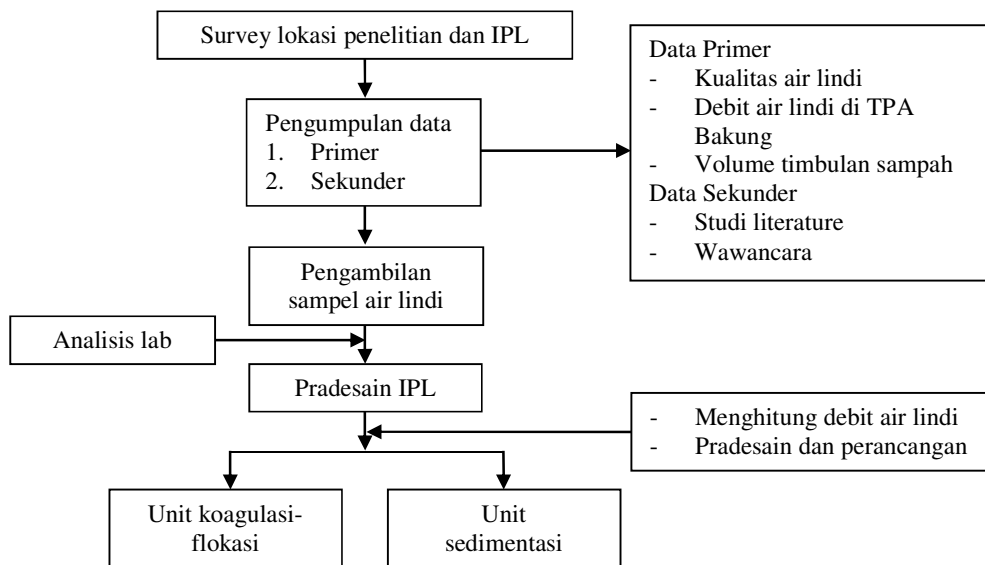 Survey lokasi penelitian dan IPL
Pengumpulan data
1. Primer
2. Sekunder
Data Primer
- Kualitas air lindi
- Debit air lindi di TPA
Bakung
- Volume timbulan sampah
Data Sekunder
- Studi literature
- Wawancara
Pengambilan
sampel air lindi
Analisis lab
Pradesain IPL
- Menghitung debit air lindi
- Pradesain dan perancangan
Unit koagulasi-
flokasi
Unit
sedimentasi